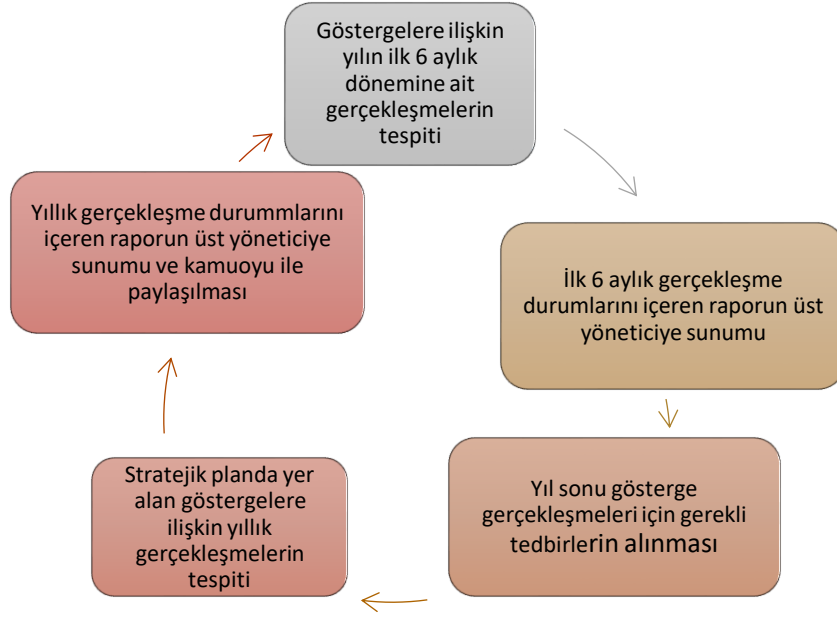 Göstergelere ilişkin
yılın ilk 6 aylık
dönemine ait
gerçekleşmelerin
tespiti
İlk 6 aylık gerçekleşme
durumlarını içeren raporun üst
yöneticiye sunumu
Yıl sonu gösterge
gerçekleşmeleri için gerekli
tedbirlerin alınması
Stratejik planda yer
alan göstergelere
ilişkin yıllık
gerçekleşmelerin
tespiti
Yıllık gerçekleşme durummlarını
içeren raporun üst yöneticiye
sunumu ve kamuoyu ile
paylaşılması